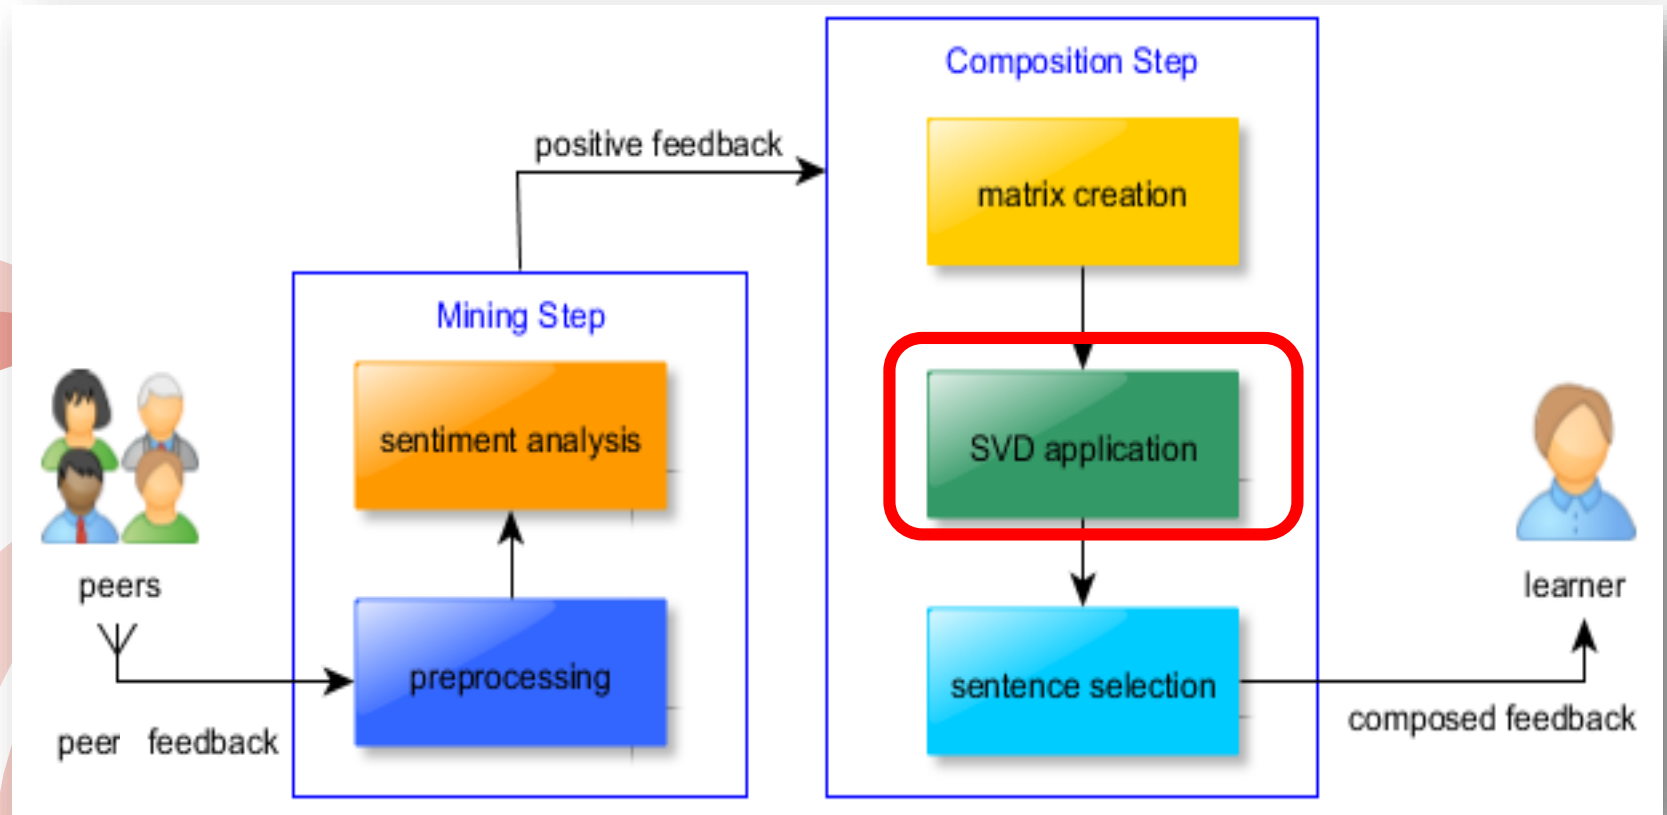 Composition Step
positive feedback
matrix creation
Mining Step
sentiment analysis
SVD application
peers
learner
preprocessing
sentence selection
composed feedback
peer feedback